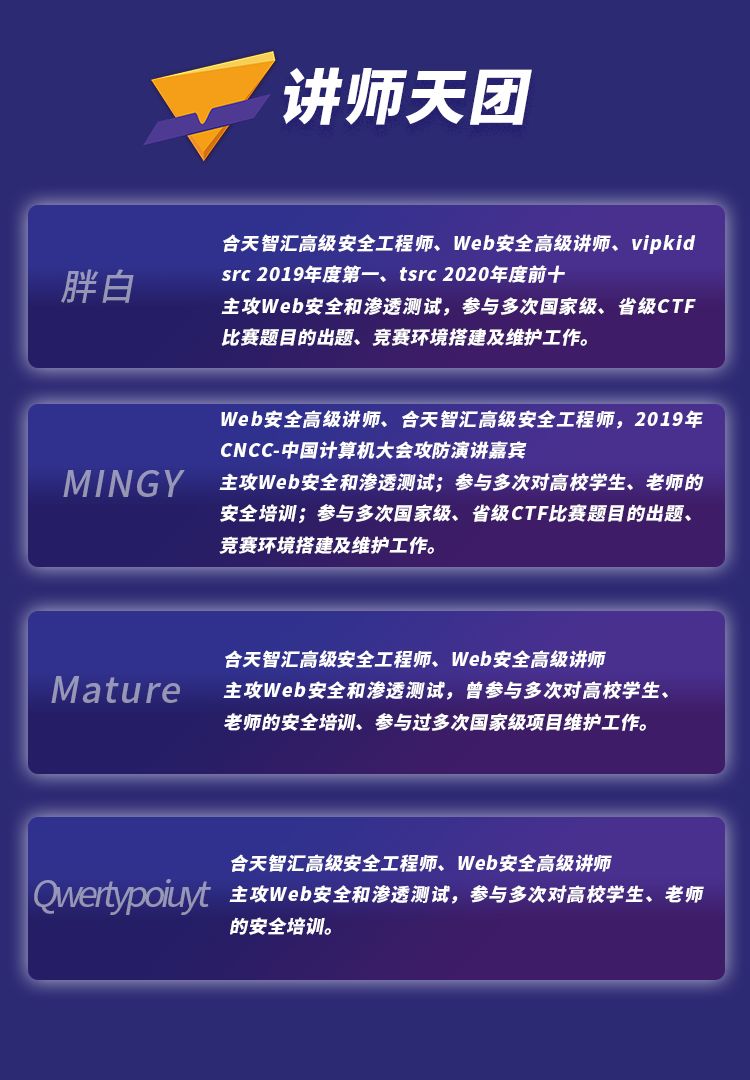 讲师天团
胖白
合天智汇高级安全工程师、Web安全高级讲师、vipkid
src 2019年度第一、tsrc 2020年度前十
主攻Web安全和渗透测试，参与多次国家级、省级CTF
比赛题目的出题、竞赛环境搭建及维护工作。
MINGY
Web安全高级讲师、合天智汇高级安全工程师，2019年
CNCC-中国计算机大会攻防演讲嘉宾
主攻Web安全和渗透测试；参与多次对高校学生、老师的
安全培训；参与多次国家级、省级CTF比赛题目的出题、
竞赛环境搭建及维护工作。
Mature
合天智汇高级安全工程师、Web安全高级讲师
主攻Web安全和渗透测试，曾参与多次对高校学生、
老师的安全培训、参与过多次国家级项目维护工作。
Qwertypoiuyt
合天智汇高级安全工程师、Web安全高级讲师
主攻Web安全和渗透测试，参与多次对高校学生、老师
的安全培训。